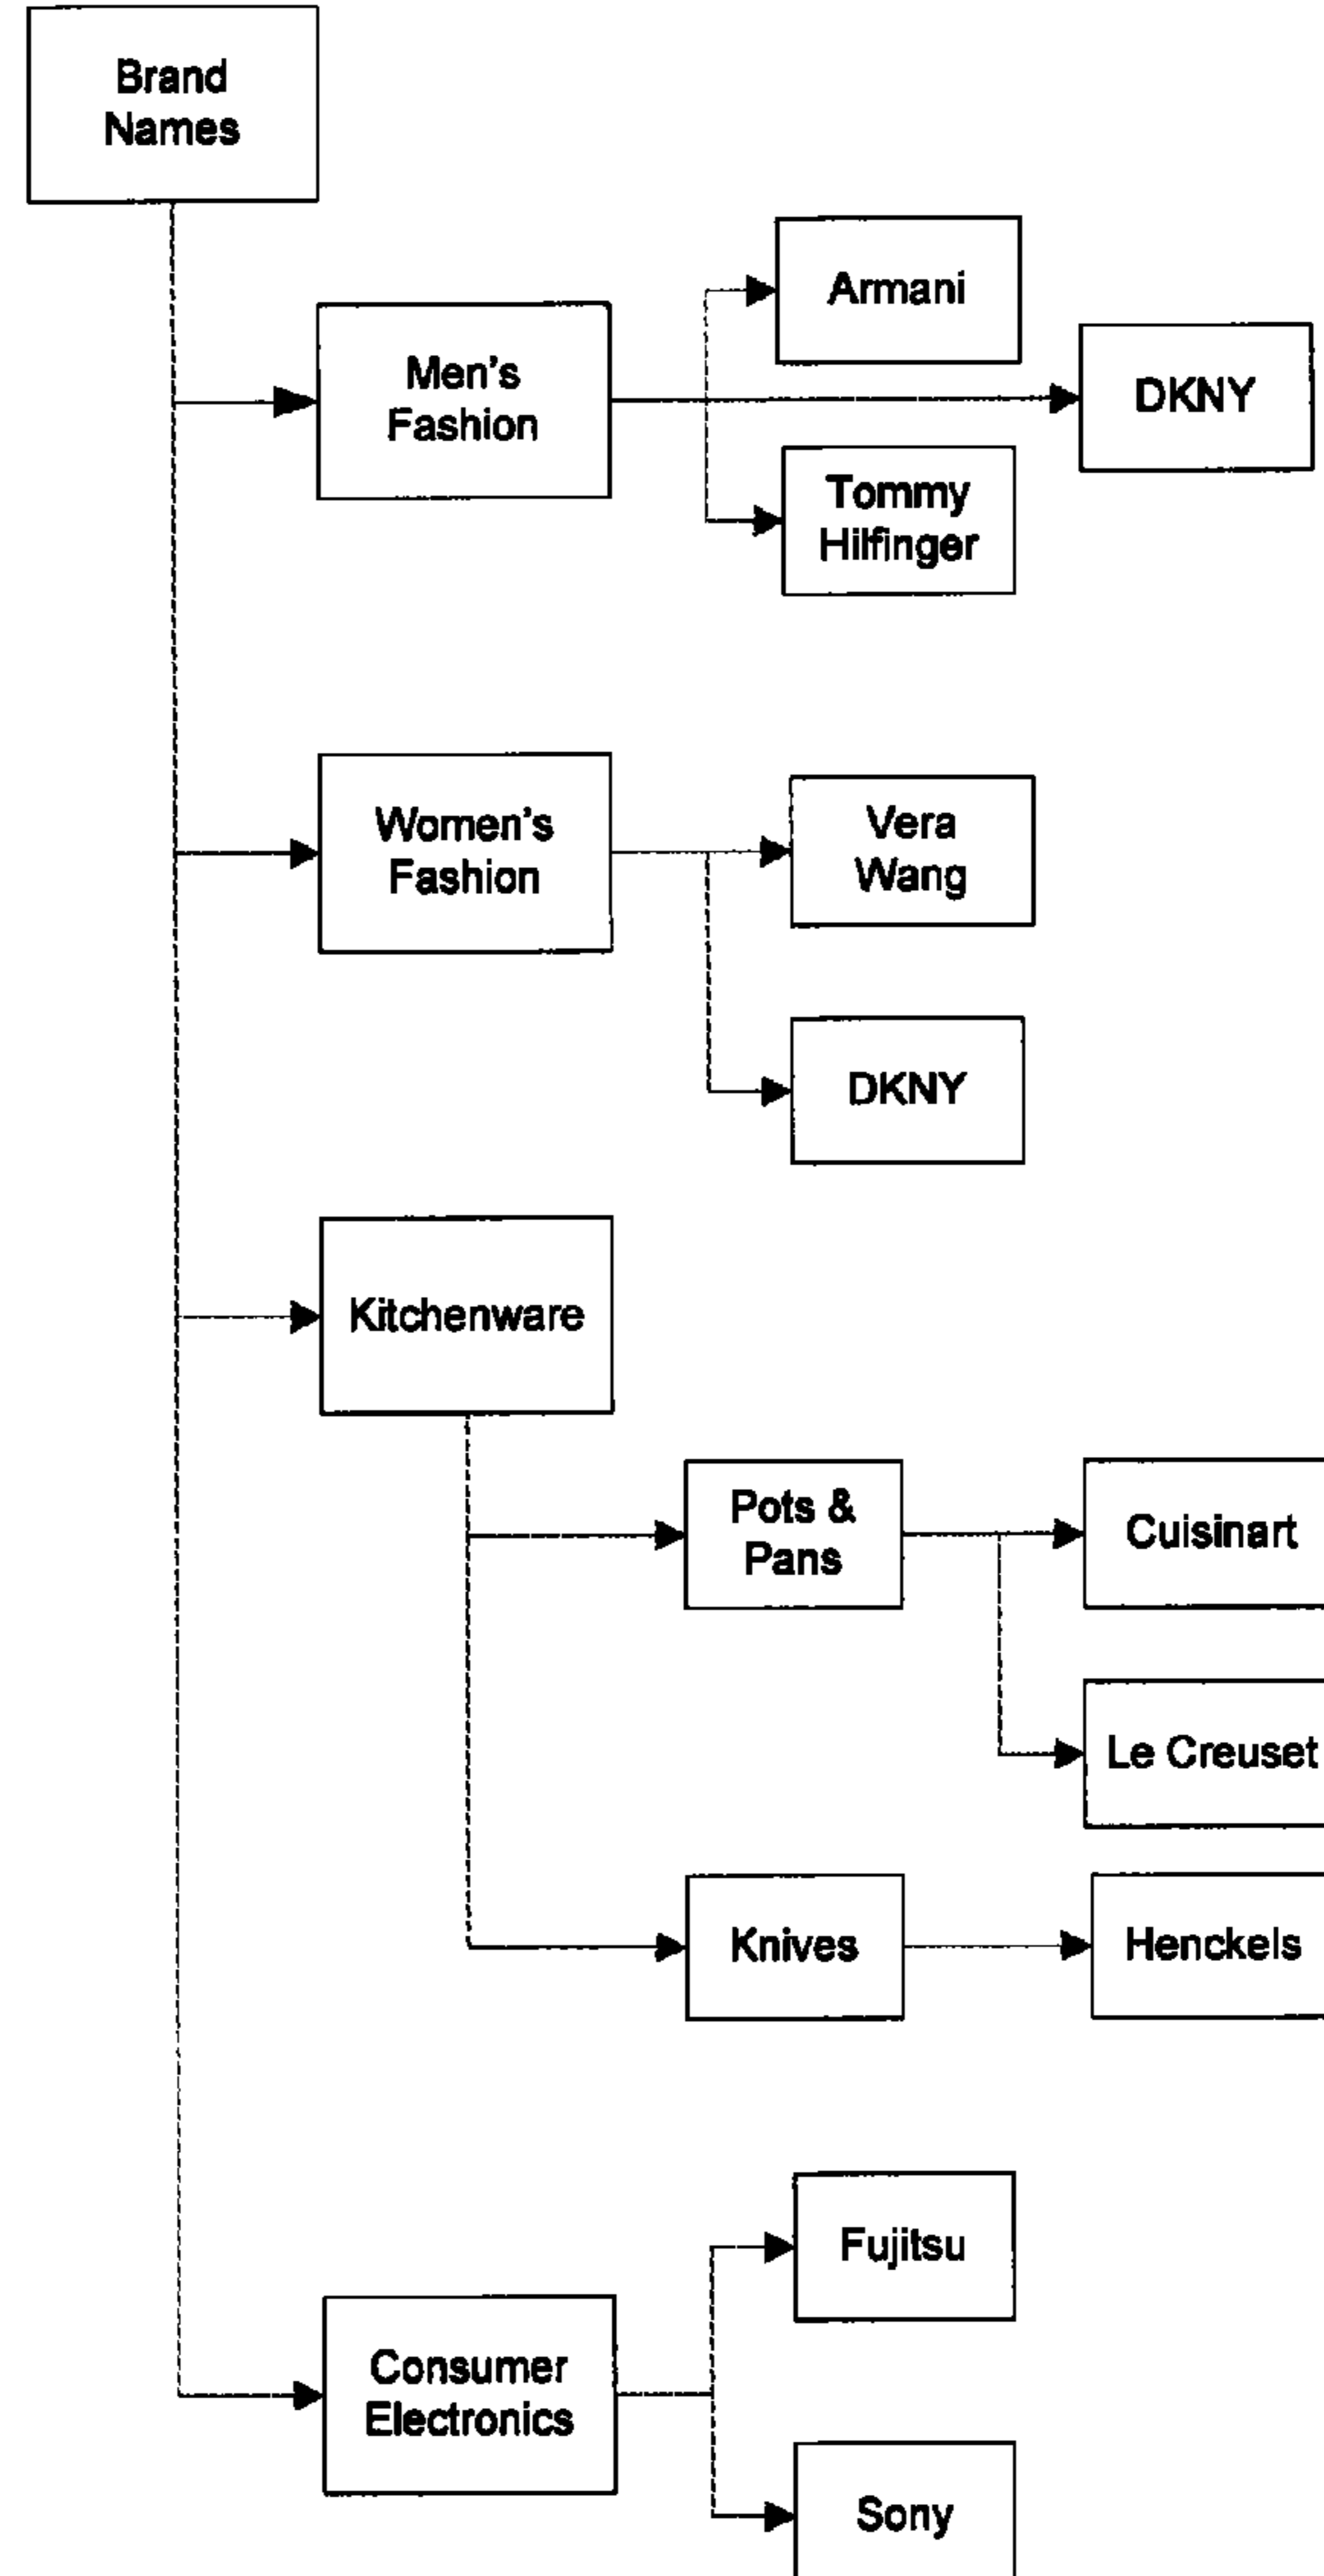 Brand
Names
Armani
Men's
Fashion
DKNY
Tommy
Hilfinger
Women's
Fashion
Vera
Wang
DKNY
Kitchenware
Pots &
Pans
Cuisinart
Le Creuset
Knives
Henckels
Fujitsu
Consumer
Electronics
Sony